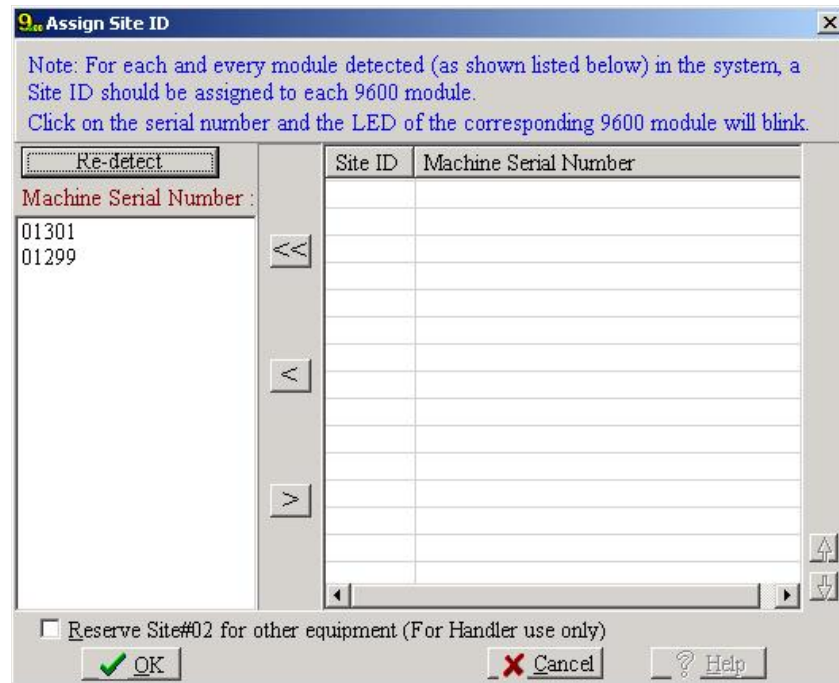 Assign Site ID
Note: For each and every module detected (as shown listed below) in the system, a
Site ID should be assigned to each 9600 module.
Click on the serial number and the LED of the corresponding 9600 module will blink.
Re-detect
Machine Serial Number :
01301
01299
<<
<
>
Site ID Machine Serial Number
Reserve Site#02 for other equipment (For Handler use only)
OK
Cancel
? Help